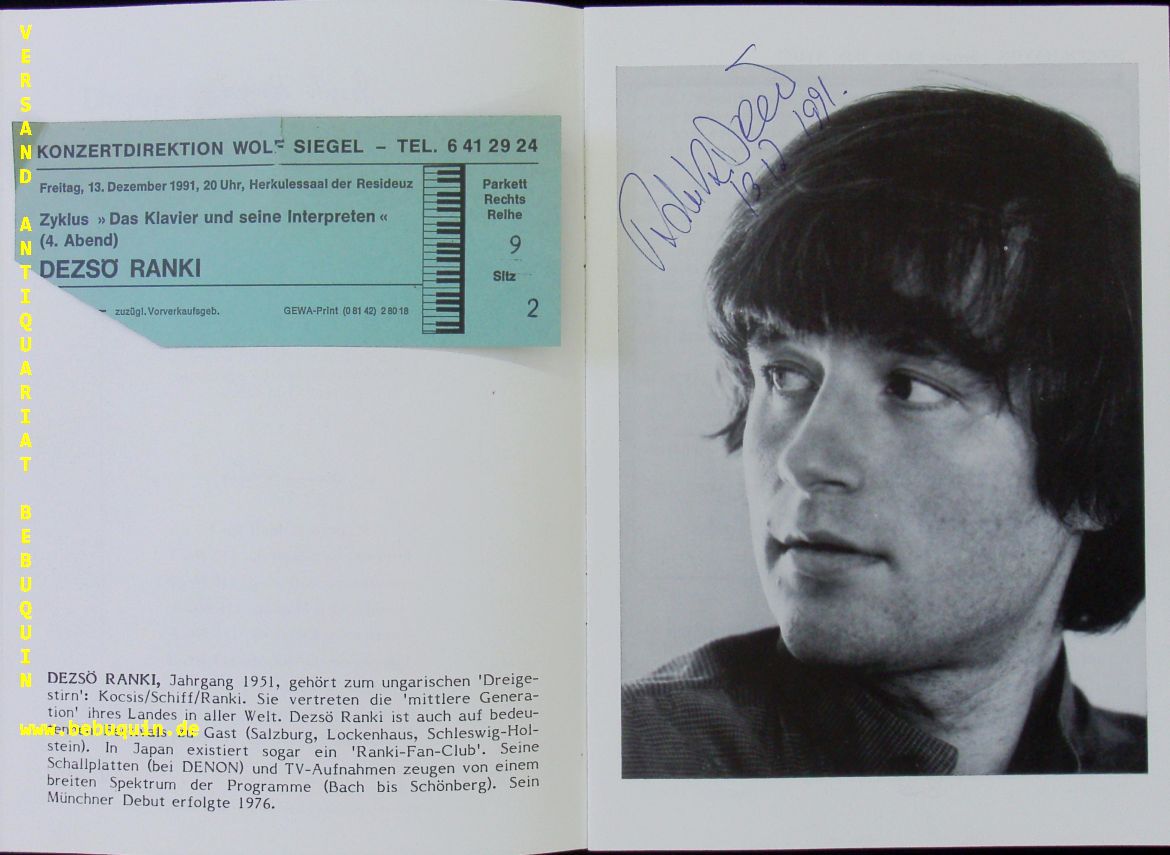 VERSAND ANTIQUARIAT BEBUQUIN
KONZERTDIREKTION WOLF SIEGEL – TEL. 6 41 29 24
Freitag, 13. Dezember 1991, 20 Uhr, Herkulessaal der Resideuz
Zyklus »Das Klavier und seine Interpreten«
(4. Abend)
DEZSÖ RANKI
zuzügl. Vorverkaufsgeb.
GEWA-Print (0 81 42) 2 80 18
Parkett
Rechts
Reihe
9
Sitz
2
DEZSÖ RANKI, Jahrgang 1951, gehört zum ungarischen 'Dreige-
stirn': Kocsis/Schiff/Ranki. Sie vertreten die 'mittlere Genera-
tion' ihres Landes in aller Welt. Dezsö Ranki ist auch auf bedeu-
Gast (Salzburg, Lockenhaus, Schleswig-Hol-
stein). In Japan existiert sogar ein 'Ranki-Fan-Club'. Seine
Schallplatten (bei DENON) und TV-Aufnahmen zeugen von einem
breiten Spektrum der Programme (Bach bis Schönberg). Sein
Münchner Debut erfolgte 1976.
www.bebuquin.de
Ránki Dezső
13 12 1991.